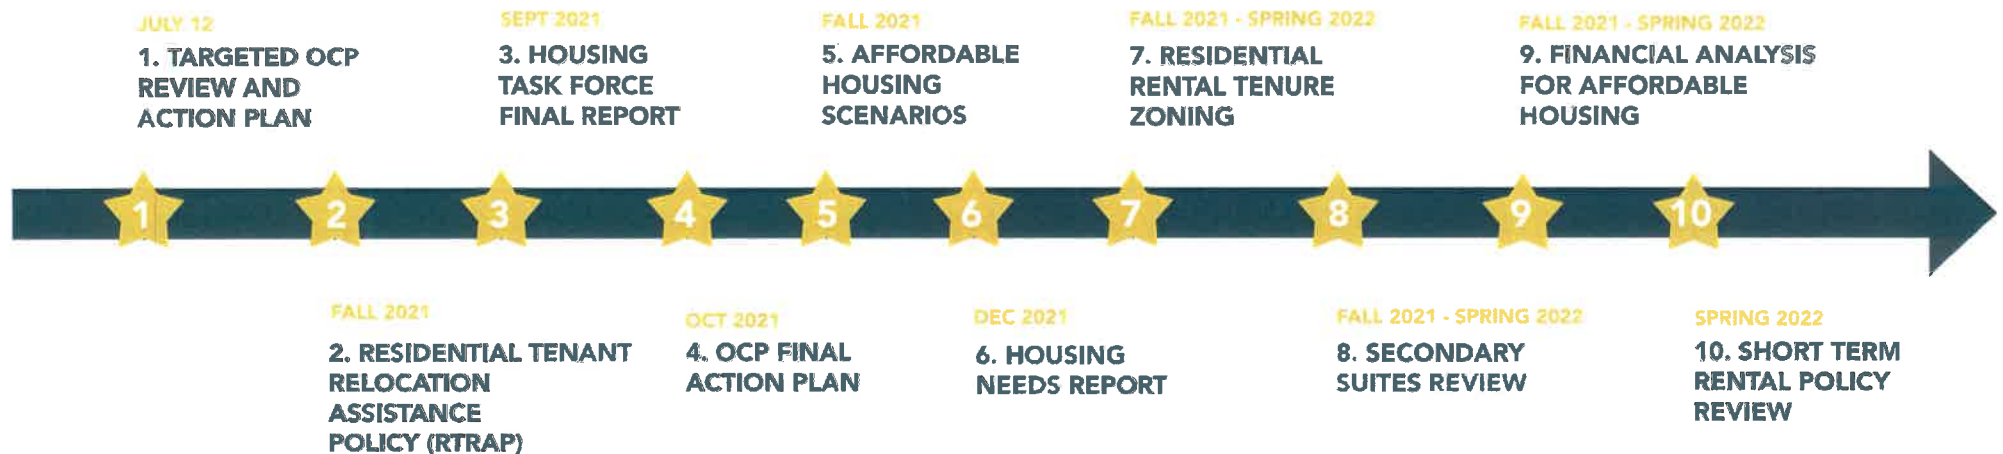 JULY 12
1. TARGETED OCP
REVIEW AND
ACTION PLAN
SEPT 2021
3. HOUSING
TASK FORCE
FINAL REPORT
FALL 2021
5. AFFORDABLE
HOUSING
SCENARIOS
FALL 2021 - SPRING 2022
7. RESIDENTIAL
RENTAL TENURE
ZONING
FALL 2021 - SPRING 2022
9. FINANCIAL ANALYSIS
FOR AFFORDABLE
HOUSING
1
2
3
4
5
6
7
8
9
10
FALL 2021
2. RESIDENTIAL TENANT
RELOCATION
ASSISTANCE
POLICY (RTRAP)
OCT 2021
4. OCP FINAL
ACTION PLAN
DEC 2021
6. HOUSING
NEEDS REPORT
FALL 2021 - SPRING 2022
8. SECONDARY
SUITES REVIEW
SPRING 2022
10. SHORT TERM
RENTAL POLICY
REVIEW